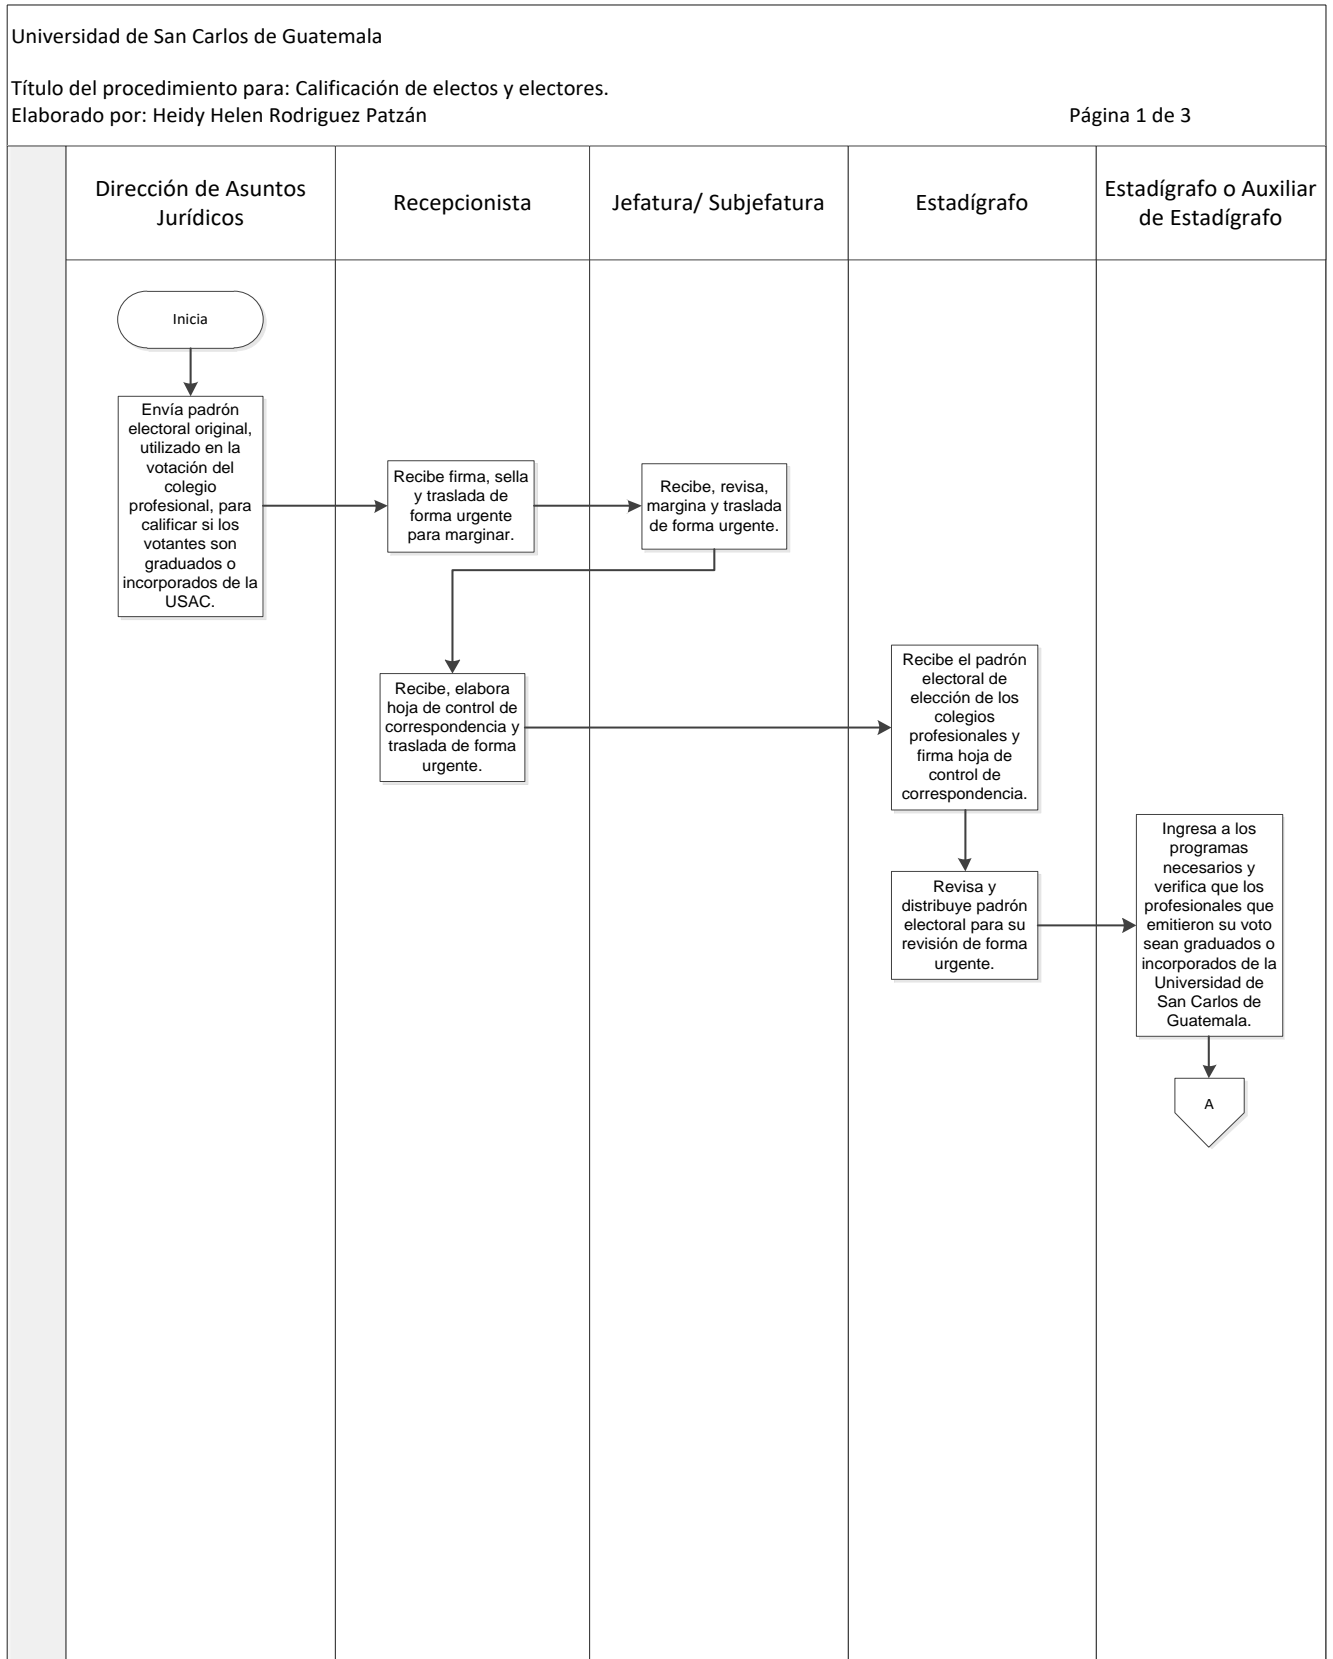 Universidad de San Carlos de Guatemala
Título del procedimiento para: Calificación de electos y electores.
Elaborado por: Heidy Helen Rodriguez Patzán
Página 1 de 3
Dirección de Asuntos
Jurídicos
Recepcionista
Jefatura/ Subjefatura
Estadígrafo
Estadígrafo o Auxiliar
de Estadígrafo
Inicia
Envía padrón
electoral original,
utilizado en la
votación del
colegio
profesional, para
calificar si los
votantes son
graduados o
incorporados de la
USAC.
Recibe firma, sella
y traslada de
forma urgente
para marginar.
Recibe, revisa,
margina y traslada
de forma urgente.
Recibe, elabora
hoja de control de
correspondencia y
traslada de forma
urgente.
Recibe el padrón
electoral de
elección de los
colegios
profesionales y
firma hoja de
control de
correspondencia.
Revisa y
distribuye padrón
electoral para su
revisión de forma
urgente.
Ingresa a los
programas
necesarios y
verifica que los
profesionales que
emitieron su voto
sean graduados o
incorporados de la
Universidad de
San Carlos de
Guatemala.
A